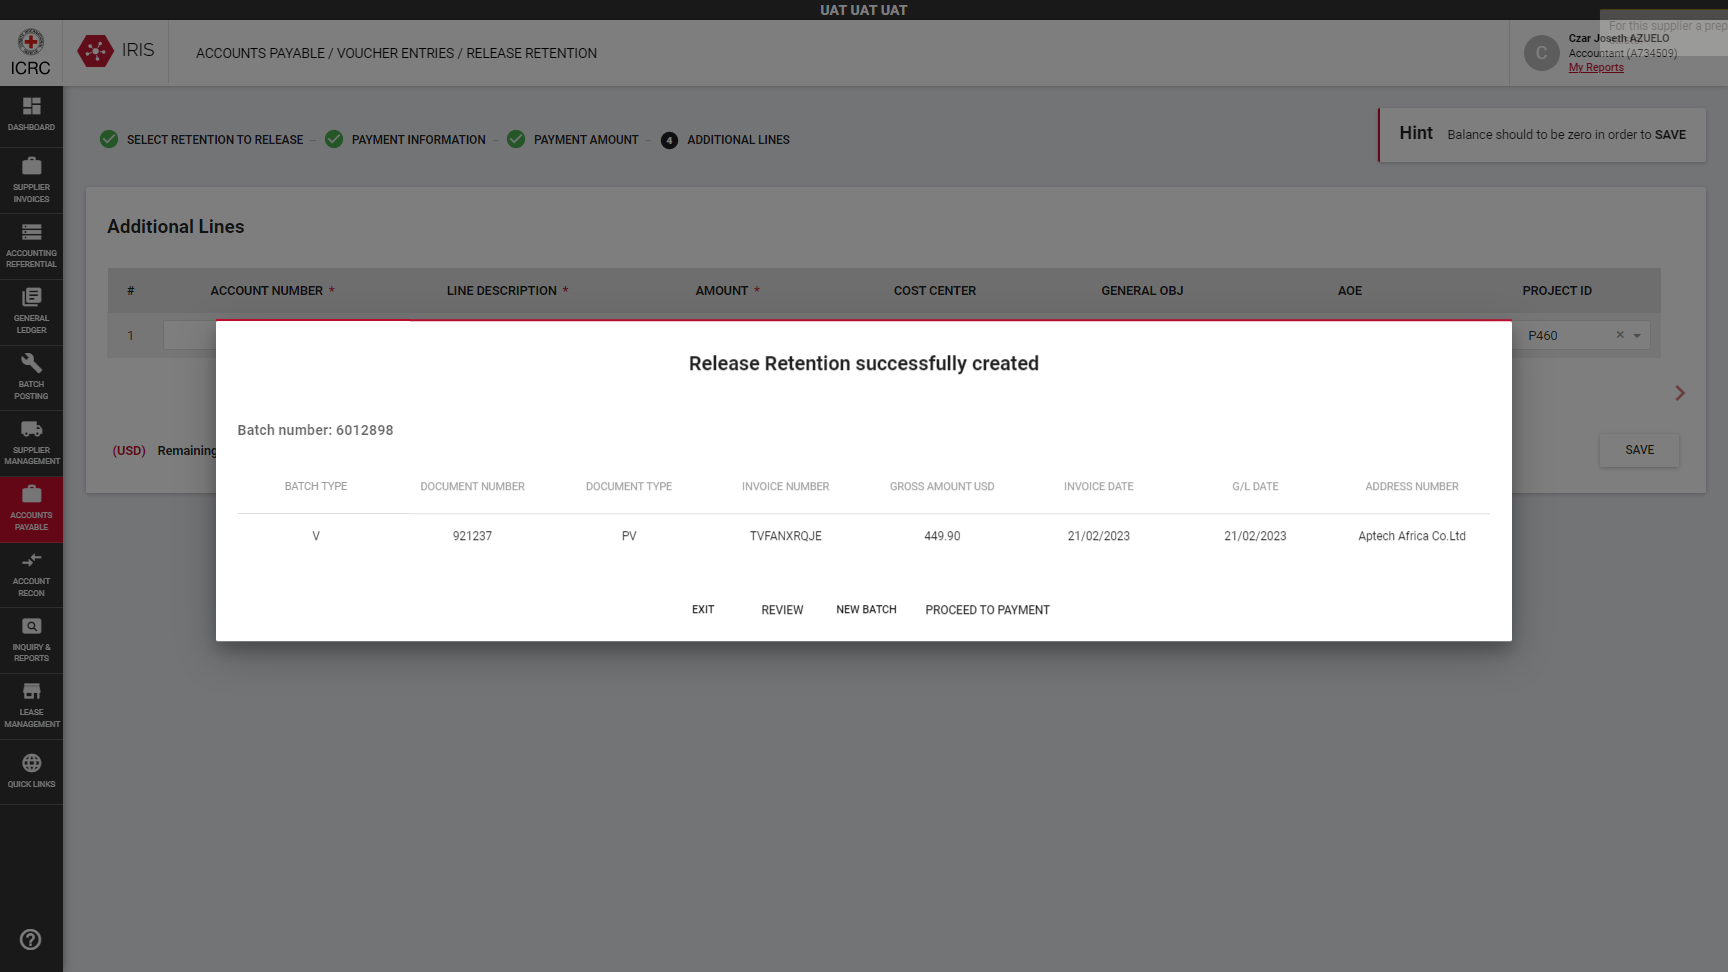 UAT UAT UAT
ICRC
IRIS
ACCOUNTS PAYABLE / VOUCHER ENTRIES / RELEASE RETENTION
For this supplier a prep
C
Czar Joseth AZUELO
Accountant (A734509)
My Reports
DASHBOARD
SUPPLIER
INVOICES
ACCOUNTING
REFERENTIAL
GENERAL
LEDGER
BATCH
POSTING
SUPPLIER
MANAGEMENT
ACCOUNTS
PAYABLE
ACCOUNT
RECON
INQUIRY &
REPORTS
LEASE
MANAGEMENT
QUICK LINKS
SELECT RETENTION TO RELEASE
PAYMENT INFORMATION
PAYMENT AMOUNT
4 ADDITIONAL LINES
Hint Balance should to be zero in order to SAVE
Additional Lines
# ACCOUNT NUMBER * LINE DESCRIPTION * AMOUNT * COST CENTER GENERAL OBJ AOE PROJECT ID
1 P460
(USD) Remaining
SAVE
Release Retention successfully created
Batch number: 6012898
BATCH TYPE DOCUMENT NUMBER DOCUMENT TYPE INVOICE NUMBER GROSS AMOUNT USD INVOICE DATE G/L DATE ADDRESS NUMBER
V 921237 PV TVFANXRQJE 449.90 21/02/2023 21/02/2023 Aptech Africa Co.Ltd
EXIT REVIEW NEW BATCH PROCEED TO PAYMENT